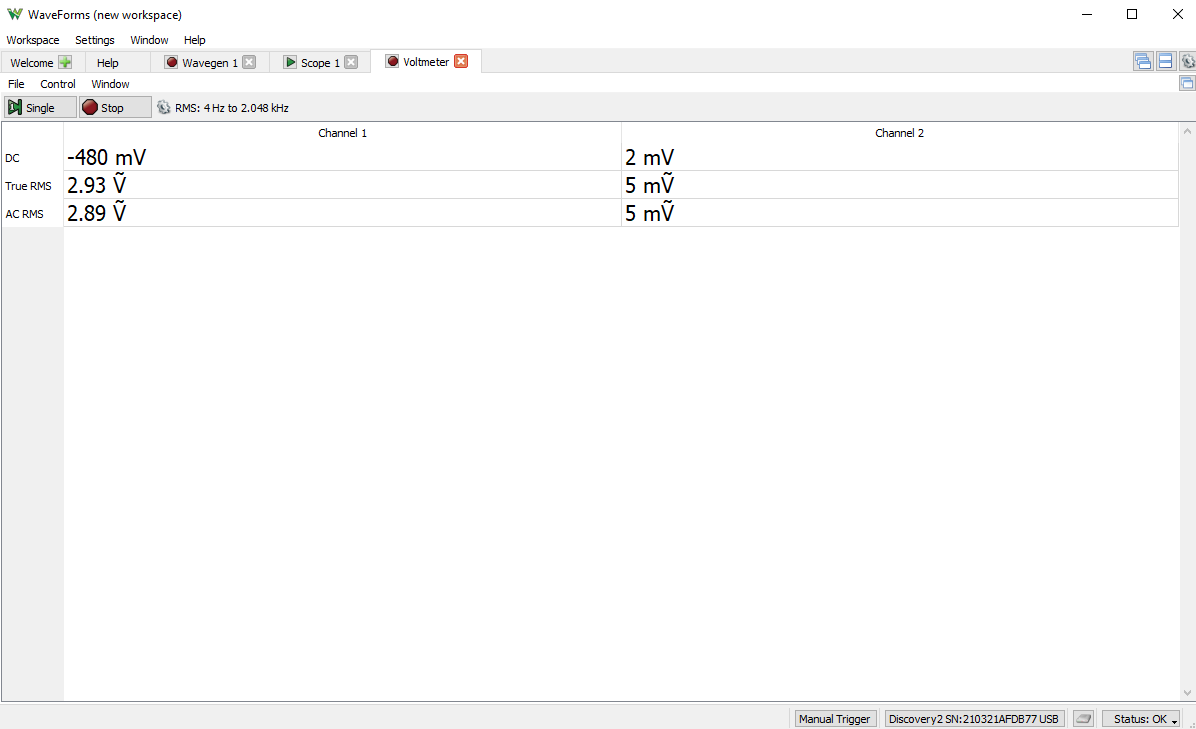 WaveForms (new workspace)
Workspace Settings Window Help
Welcome Help Wavegen 1 Scope 1 Voltmeter
File Control Window
Single Stop RMS: 4 Hz to 2.048 kHz
Channel 1 Channel 2
DC -480 mV 2 mV
True RMS 2.93 Ṽ 5 mṼ
AC RMS 2.89 Ṽ 5 mṼ
Manual Trigger Discovery2 SN:210321AFDB77 USB Status: OK